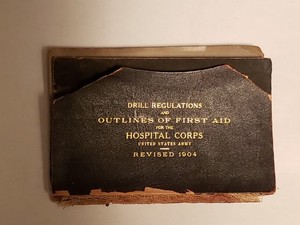 DRILL REGULATIONS
AND
OUTLINES OF FIRST AID
FOR THE
HOSPITAL CORPS
UNITED STATES ARMY
REVISED 1904